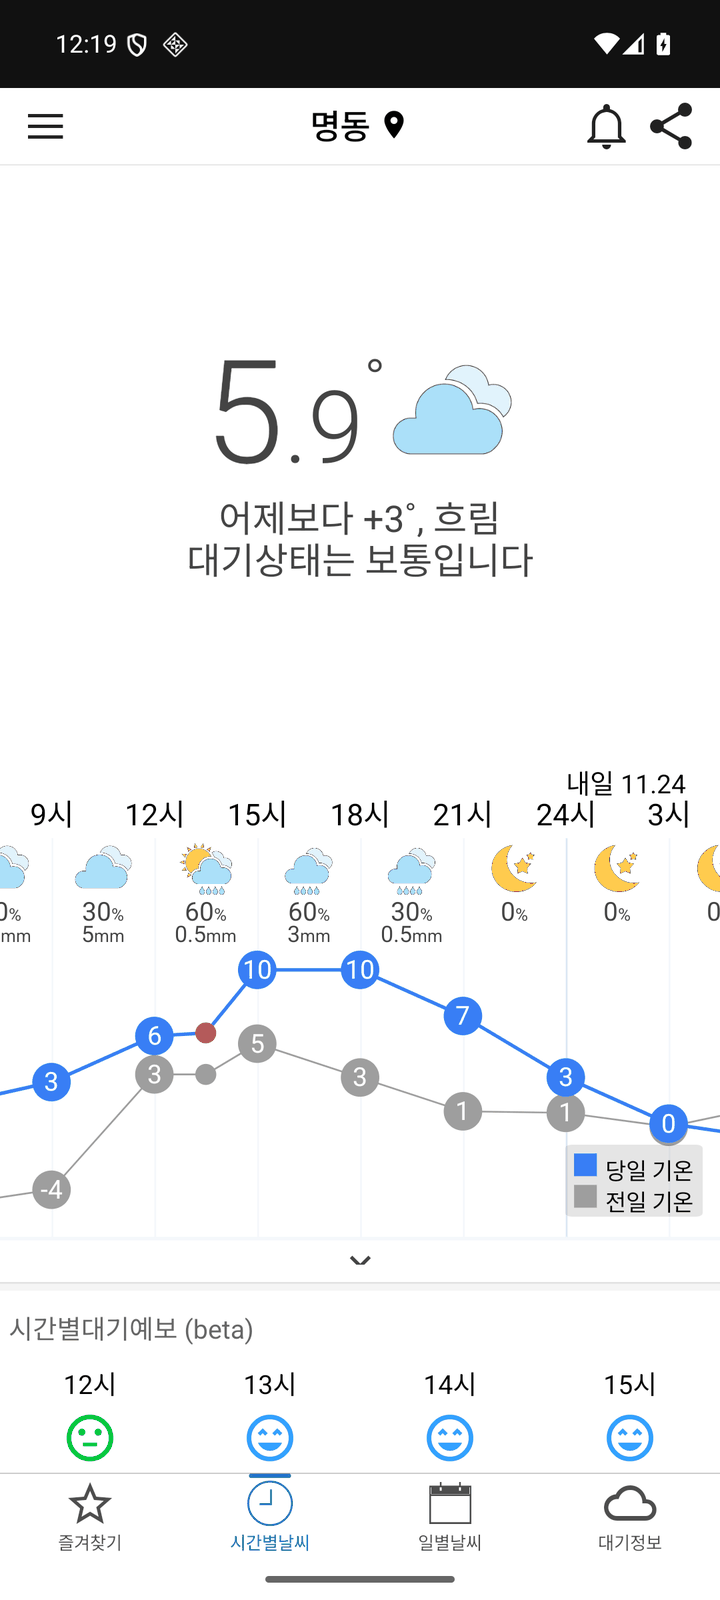 12:19
명동
5.9°
어제보다 +3°, 흐림
대기상태는 보통입니다
내일 11.24
9시 12시 15시 18시 21시 24시 3시
0% 30% 60% 60% 30% 0% 0% 0
mm 5mm 0.5mm 3mm 0.5mm
10 10
6 7
5
3 3 3 3
1 1 0
-4
당일 기온
전일 기온
시간별대기예보 (beta)
12시 13시 14시 15시
즐겨찾기 시간별날씨 일별날씨 대기정보